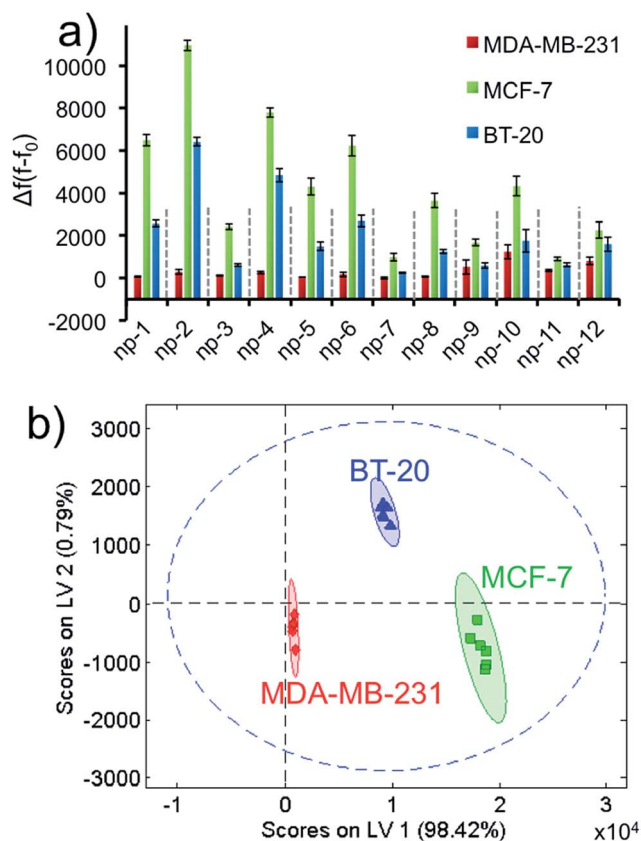 a)
MDA-MB-231
MCF-7
BT-20
Δf(f-f₀)
10000
8000
6000
4000
2000
0
-2000
np-1
np-2
np-3
np-4
np-5
np-6
np-7
np-8
np-9
np-10
np-11
np-12
b)
Scores on LV 2 (0.79%)
3000
2000
1000
0
-1000
-2000
-3000
BT-20
MCF-7
MDA-MB-231
-1 0 1 2 3
x10⁴
Scores on LV 1 (98.42%)